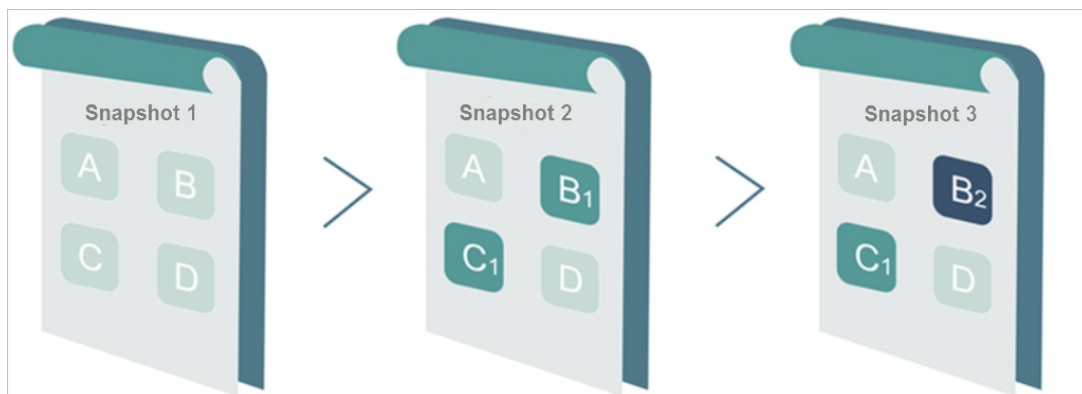 Snapshot 1
A B
C D
Snapshot 2
A B1
C1 D
Snapshot 3
A B2
C1 D